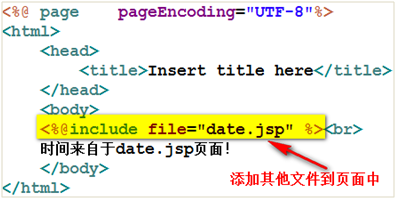 <%@ page    pageEncoding="UTF-8"%>
<html>
    <head>
        <title>Insert title here</title>
    </head>
    <body>
    <%@include file="date.jsp" %><br>
    时间来自于date.jsp页面!
    </body>
</html>
添加其他文件到页面中